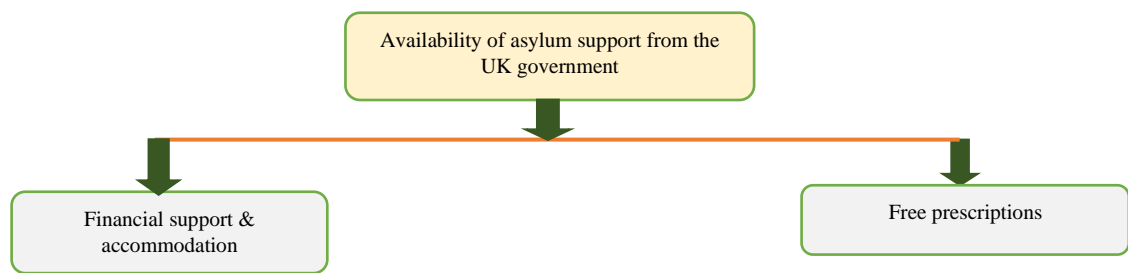 Availability of asylum support from the
UK government
Financial support &
accommodation
Free prescriptions